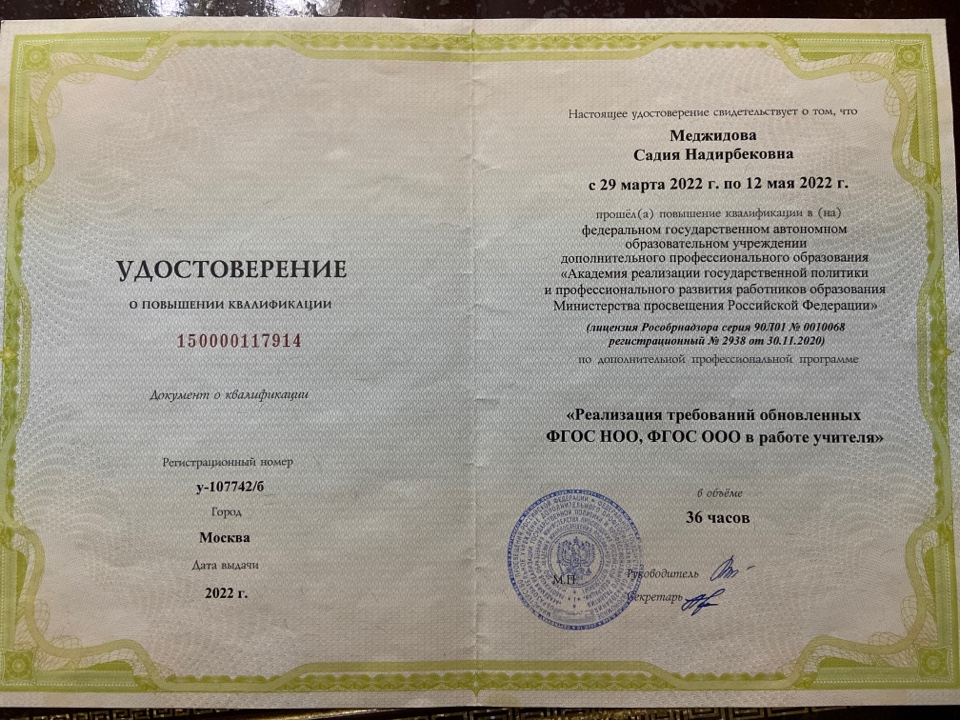 УДОСТОВЕРЕНИЕ
О ПОВЫШЕНИИ КВАЛИФИКАЦИИ
150000117914
Документ о квалификации
Регистрационный номер
у-107742/б
Город
Москва
Дата выдачи
2022 г.
Настоящее удостоверение свидетельствует о том, что
Меджидова
Садия Надирбековна
с 29 марта 2022 г. по 12 мая 2022 г.
прошёл(а) повышение квалификации в (на)
федеральном государственном автономном
образовательном учреждении
дополнительного профессионального образования
«Академия реализации государственной политики
и профессионального развития работников образования
Министерства просвещения Российской Федерации»
(лицензия Рособрнадзора серия 90Л01 № 0010068
регистрационный № 2938 от 30.11.2020)
по дополнительной профессиональной программе
«Реализация требований обновленных
ФГОС НОО, ФГОС ООО в работе учителя»
в объёме
36 часов
М.П.
Руководитель
Секретарь